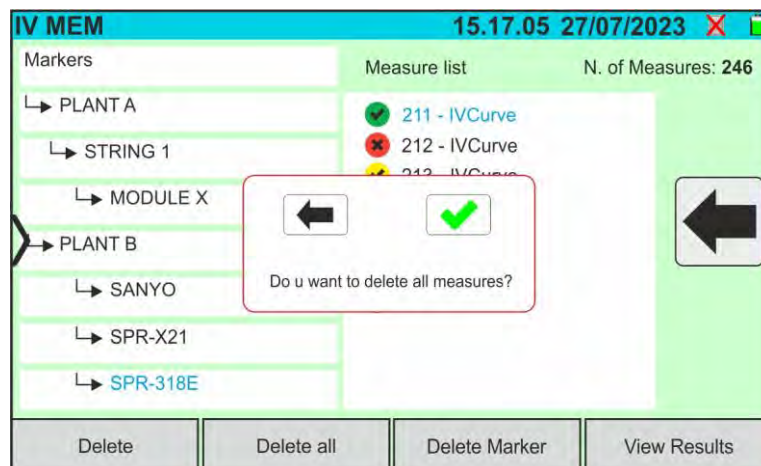 IV MEM 15.17.05 27/07/2023
Markers
Measure list N. of Measures: 246
PLANT A
STRING 1
MODULE X
PLANT B
SANYO
SPR-X21
SPR-318E
211 - IVCurve
212 - IVCurve
213 - IVCurve
Do u want to delete all measures?
Delete Delete all Delete Marker View Results